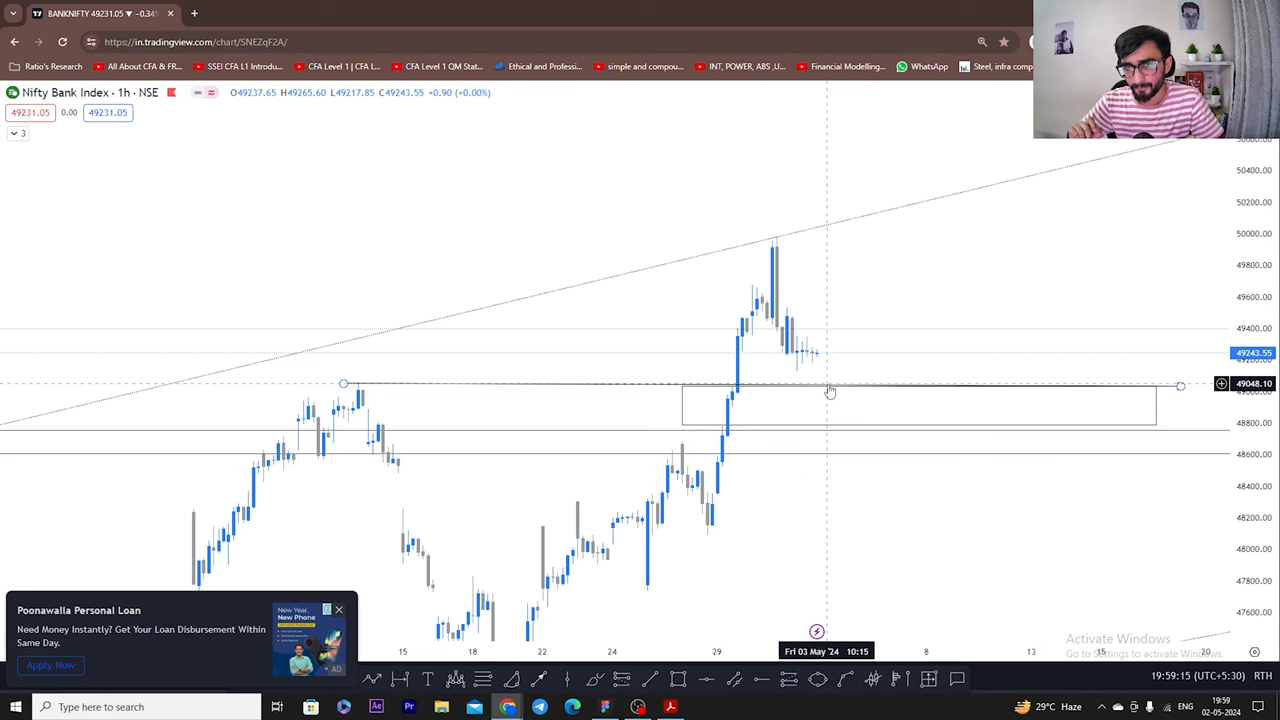 BANKNIFTY 49231.05 ▼ −0.34%
https://in.tradingview.com/chart/SNEZqF2A/
Ratio's Research
All About CFA & FR...
SSEI CFA L1 Introdu...
CFA Level 1 | CFA L...
CFA Level 1 QM Stat...
Ethical and Professi...
simple and compou...
INT, POWER, ABS ,U...
Financial Modelling...
WhatsApp
Steel, infra comp
Nifty Bank Index · 1h · NSE
O49237.65 H49265.60 L49217.85 C49243.55 +0.90 (+0.00%)
49231.05
0.00
49231.05
3
50400.00
50200.00
50000.00
49800.00
49600.00
49400.00
49243.55
49048.10
48800.00
48600.00
48400.00
48200.00
48000.00
47800.00
47600.00
Poonawalla Personal Loan
Need Money Instantly? Get Your Loan Disbursement Within
Same Day.
Apply Now
New Year,
New Phone
AD
15
18
22
24
29
Fri 03 May '24 10:15
8
13
20
Activate Windows
Go to Settings to activate Windows.
19:59:15 (UTC+5:30)
RTH
Type here to search
29°C Haze
19:59
02-05-2024